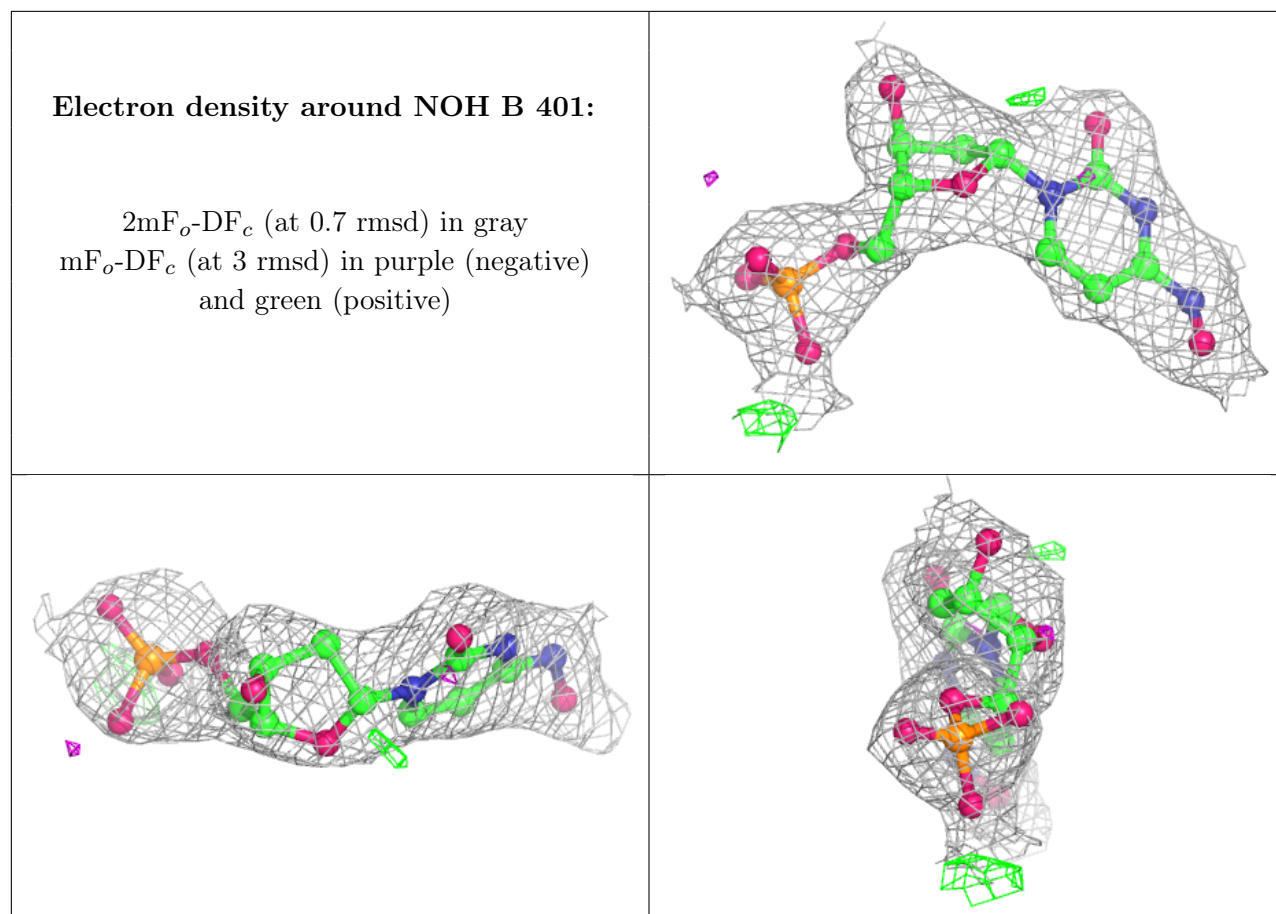 Electron density around NOH B 401:
2mFₒ-DF𝒸 (at 0.7 rmsd) in gray
mFₒ-DF𝒸 (at 3 rmsd) in purple (negative)
and green (positive)